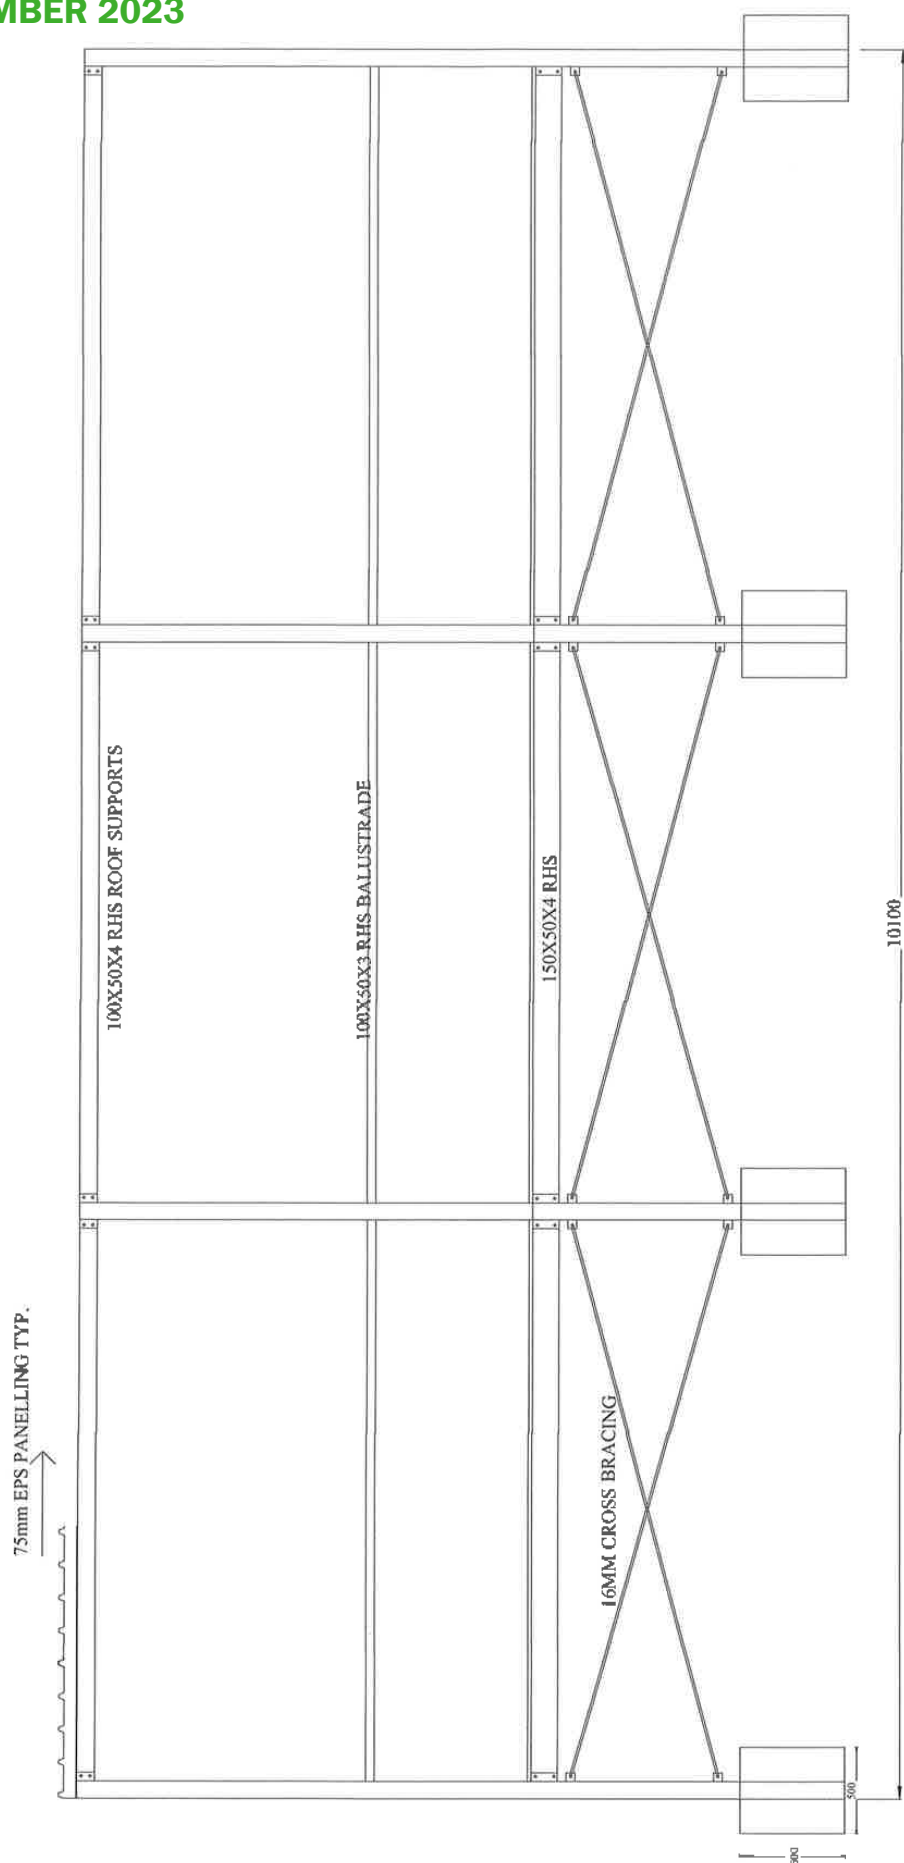 MBER 2023
75mm EPS PANELLING TYP.
100X50X4 RHS ROOF SUPPORTS
100X50X3 RHS BALUSTRADE
150X50X4 RHS
16MM CROSS BRACING
10100
500